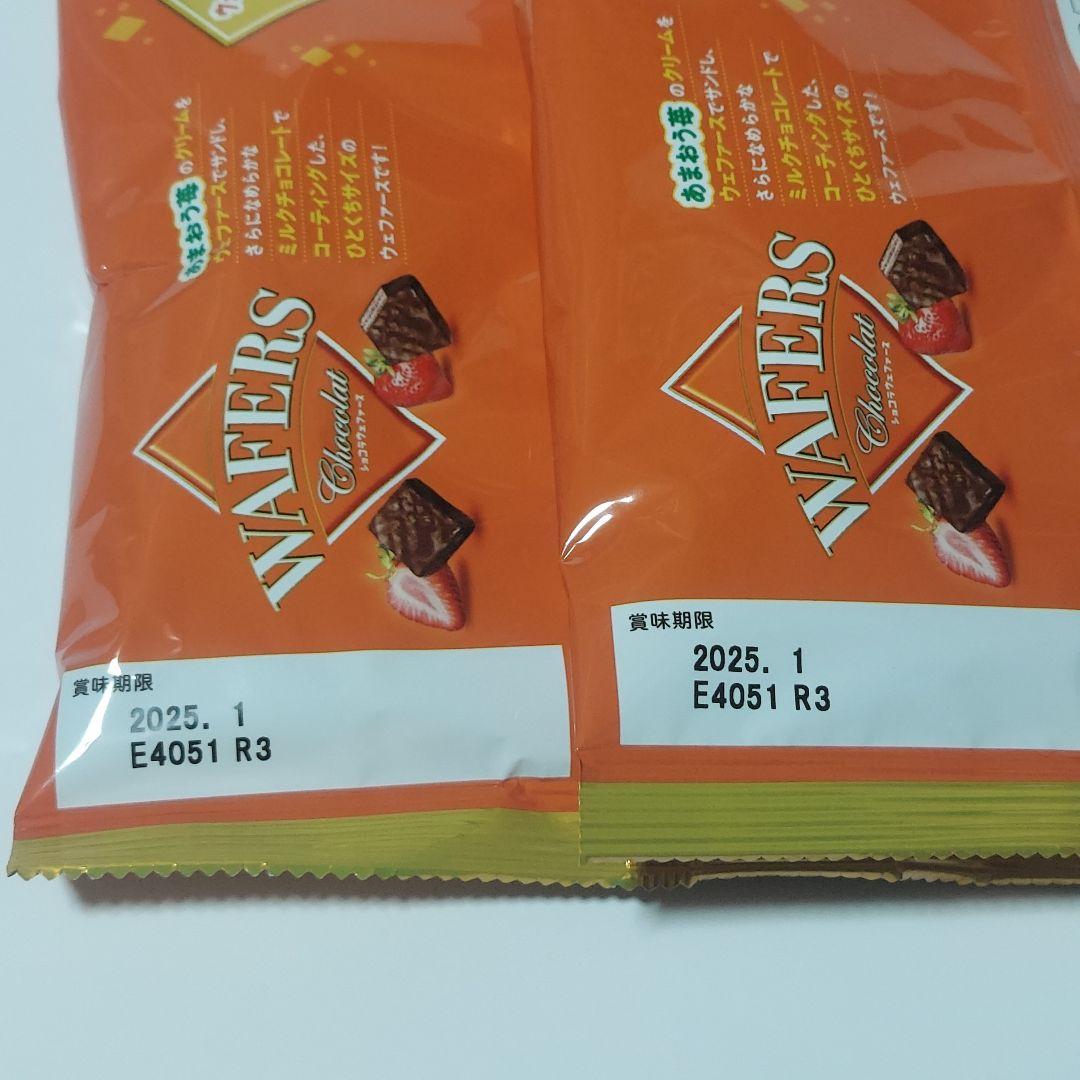 あまおう苺のクリームを
ウェファースでサンドし、
さらになめらかな
ミルクチョコレートで
コーティングした、
ひとくちサイズの
ウェファースです!
WAFERS
Chocolat
ショコラウェファース
賞味期限
2025. 1
E4051 R3
あまおう苺のクリームを
ウェファースでサンドし、
さらになめらかな
ミルクチョコレートで
コーティングした、
ひとくちサイズの
ウェファースです!
WAFERS
Chocolat
ショコラウェファース
賞味期限
2025. 1
E4051 R3